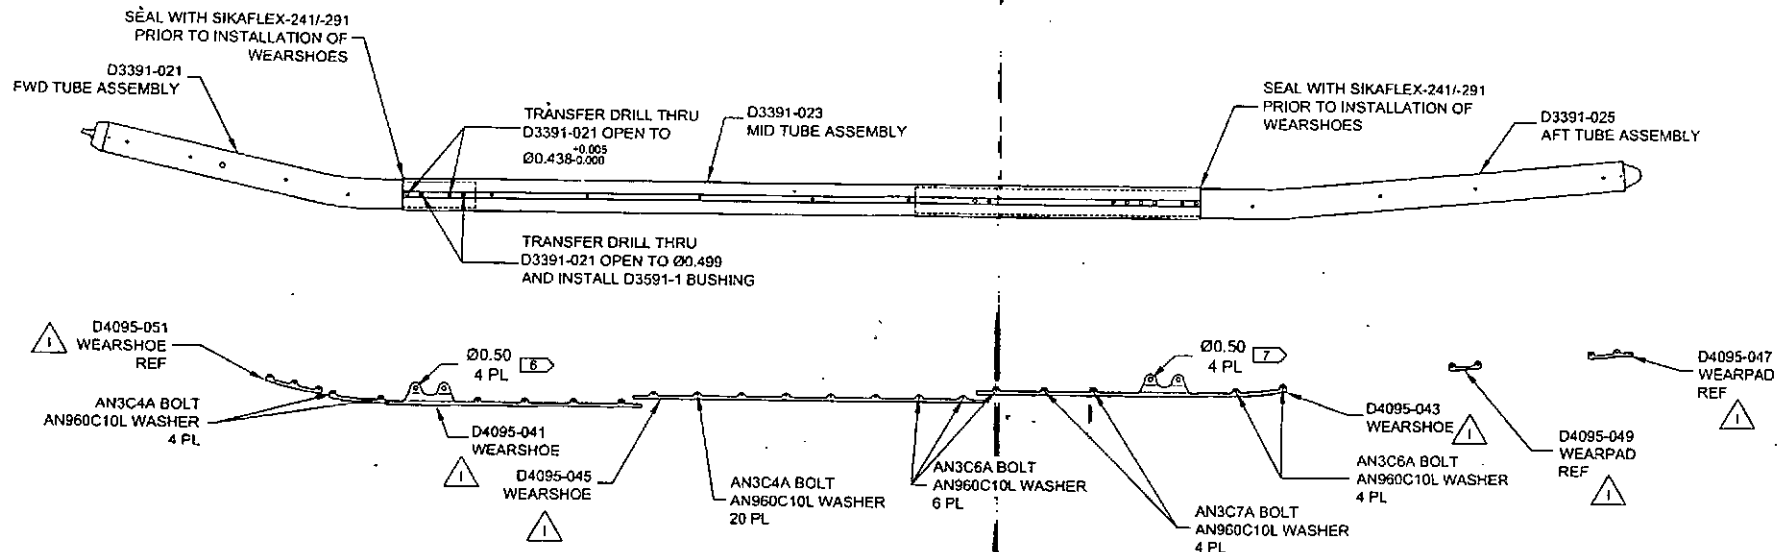 SEAL WITH SIKAFLEX-241/-291
PRIOR TO INSTALLATION OF
WEARSHOES
D3391-021
FWD TUBE ASSEMBLY
TRANSFER DRILL THRU
D3391-021 OPEN TO
Ø0.438+0.005-0.000
D3391-023
MID TUBE ASSEMBLY
SEAL WITH SIKAFLEX-241/-291
PRIOR TO INSTALLATION OF
WEARSHOES
D3391-025
AFT TUBE ASSEMBLY
TRANSFER DRILL THRU
D3391-021 OPEN TO Ø0.499
AND INSTALL D3591-1 BUSHING
1
D4095-051
WEARSHOE
REF
Ø0.50
4 PL
6
Ø0.50
4 PL
7
D4095-047
WEARPAD
REF
1
AN3C4A BOLT
AN960C10L WASHER
4 PL
D4095-041
WEARSHOE
1
D4095-045
WEARSHOE
1
AN3C4A BOLT
AN960C10L WASHER
20 PL
AN3C6A BOLT
AN960C10L WASHER
6 PL
AN3C7A BOLT
AN960C10L WASHER
4 PL
D4095-043
WEARSHOE
1
AN3C6A BOLT
AN960C10L WASHER
4 PL
D4095-049
WEARPAD
REF
1